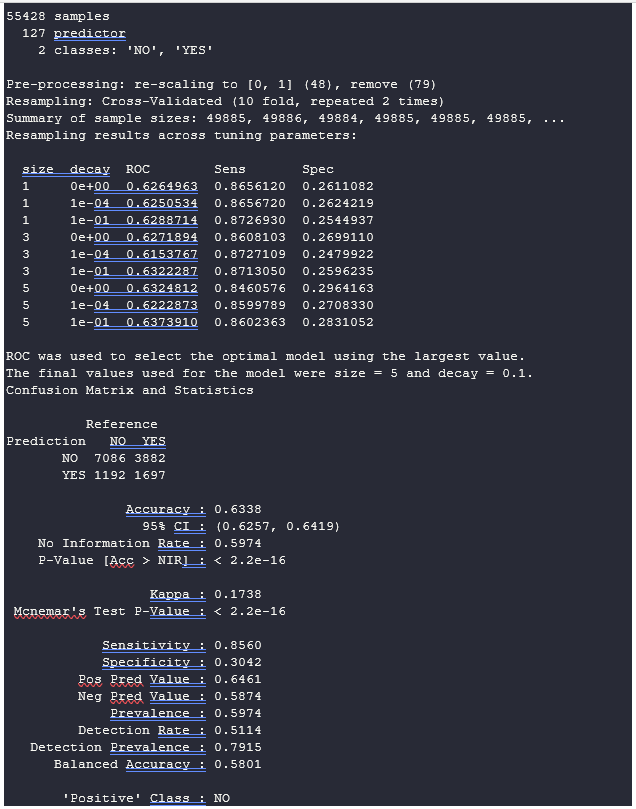 55428 samples
127 predictor
2 classes: 'NO', 'YES'
Pre-processing: re-scaling to [0, 1] (48), remove (79)
Resampling: Cross-Validated (10 fold, repeated 2 times)
Summary of sample sizes: 49885, 49886, 49884, 49885, 49885, 49885, ...
Resampling results across tuning parameters:
size decay ROC Sens Spec
1 0e+00 0.6264963 0.8656120 0.2611082
1 1e-04 0.6250534 0.8656720 0.2624219
1 1e-01 0.6288714 0.8726930 0.2544937
3 0e+00 0.6271894 0.8608103 0.2699110
3 1e-04 0.6153767 0.8727109 0.2479922
3 1e-01 0.6322287 0.8713050 0.2596235
5 0e+00 0.6324812 0.8460576 0.2964163
5 1e-04 0.6222873 0.8599789 0.2708330
5 1e-01 0.6373910 0.8602363 0.2831052
ROC was used to select the optimal model using the largest value.
The final values used for the model were size = 5 and decay = 0.1.
Confusion Matrix and Statistics
Reference
Prediction NO YES
NO 7086 3882
YES 1192 1697
Accuracy : 0.6338
95% CI : (0.6257, 0.6419)
No Information Rate : 0.5974
P-Value [Acc > NIR] : < 2.2e-16
Kappa : 0.1738
Mcnemar's Test P-Value : < 2.2e-16
Sensitivity : 0.8560
Specificity : 0.3042
Pos Pred Value : 0.6461
Neg Pred Value : 0.5874
Prevalence : 0.5974
Detection Rate : 0.5114
Detection Prevalence : 0.7915
Balanced Accuracy : 0.5801
'Positive' Class : NO